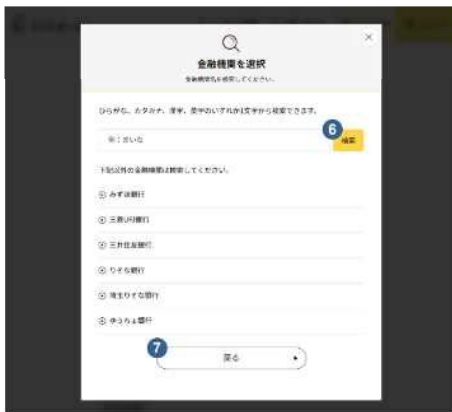 金融機関を選択
金融機関名を検索してください。
ひらがな、カタカナ、漢字、英字のいずれか1文字から検索できます。
6
検索
下記以外の金融機関は検索してください。
みずほ銀行
三菱UFJ銀行
三井住友銀行
りそな銀行
埼玉りそな銀行
ゆうちょ銀行
7
戻る